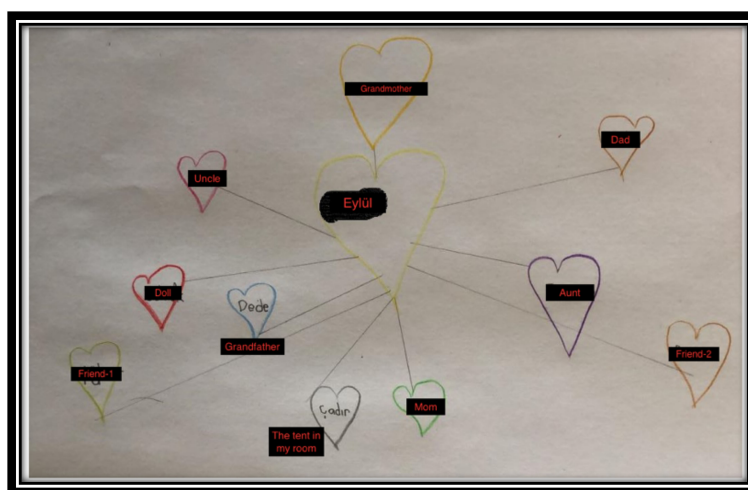 Grandmother
Dad
Uncle
Eylül
Doll
Aunt
Dede
Grandfather
Friend-1
Friend-2
Çadır
Mom
The tent in
my room